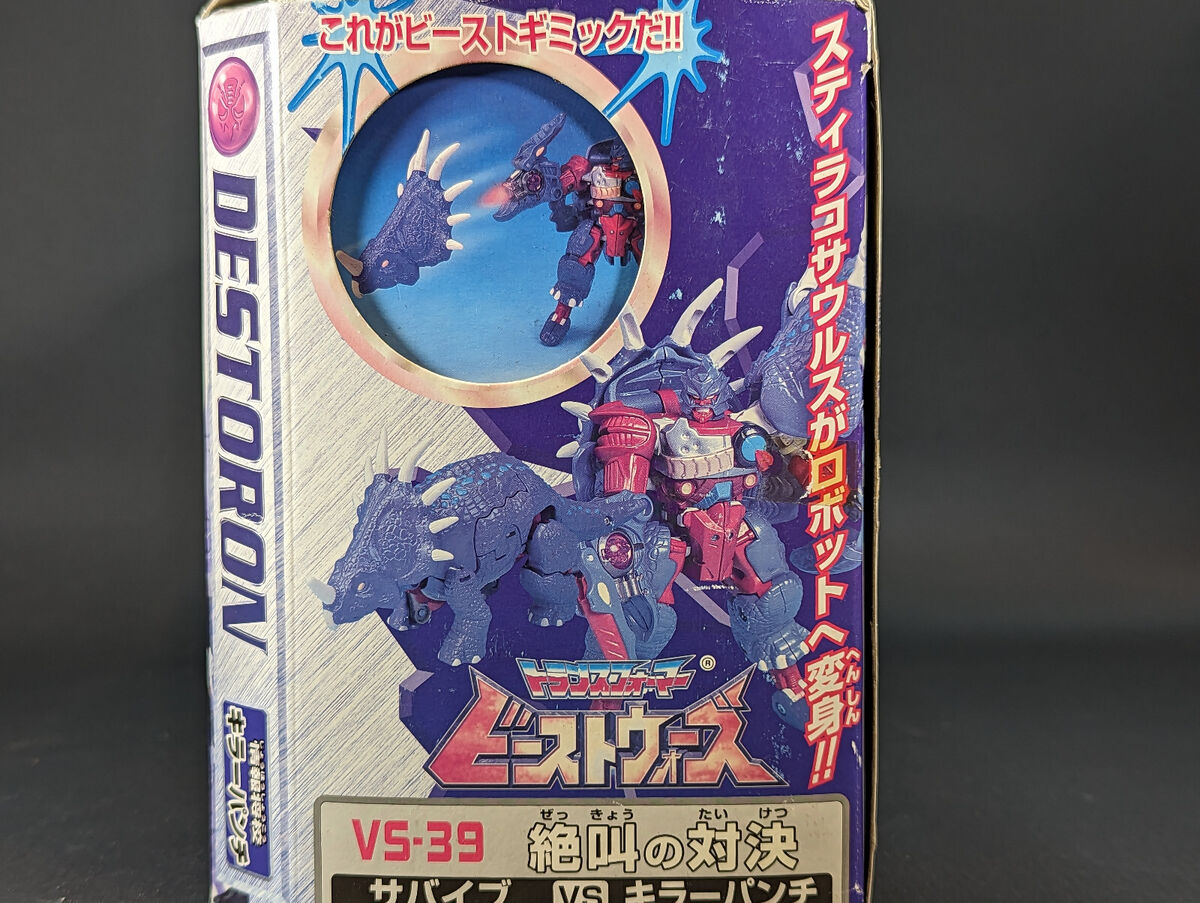 これがビーストギミックだ!!
スティラコサウルスがロボットへ変身!!
へんしん
DESTORON
キラーパンチ
トランスフォーマー®
ビーストウォーズ
ぜっきょう たいけつ
VS-39 絶叫の対決
サバイブ VS キラーパンチ